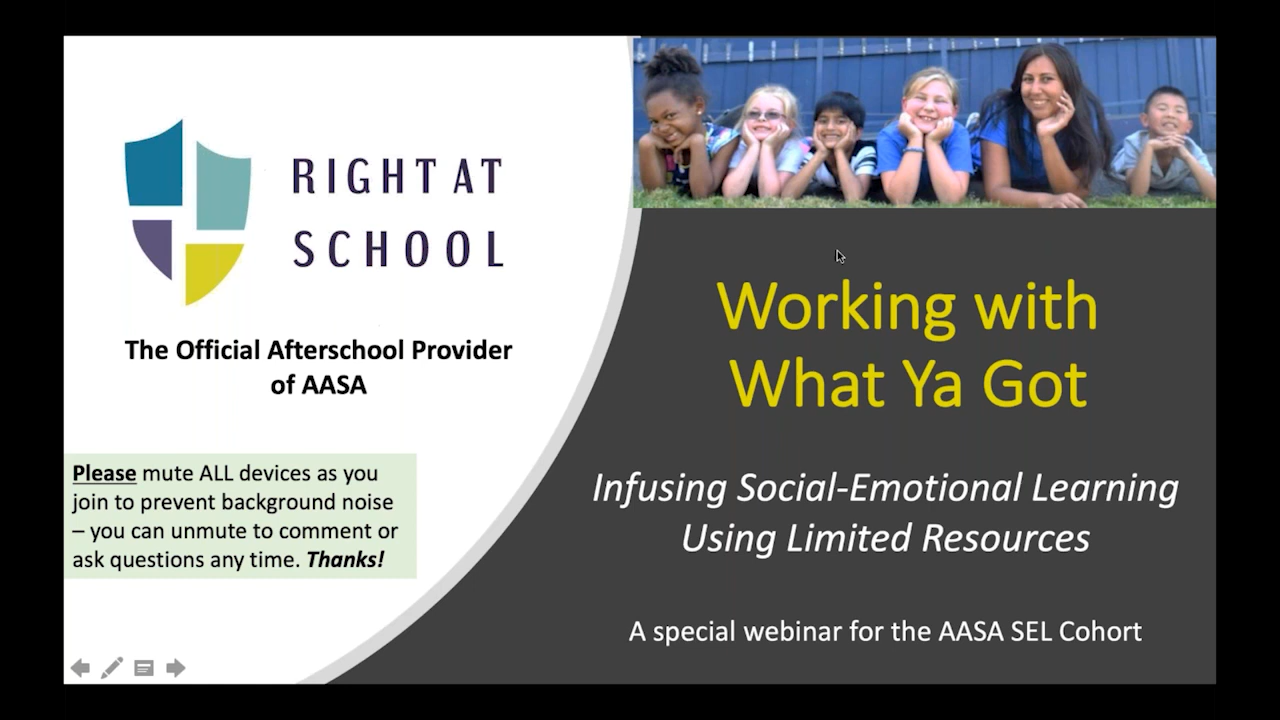 RIGHT AT
SCHOOL
The Official Afterschool Provider
of AASA
Please mute ALL devices as you
join to prevent background noise
– you can unmute to comment or
ask questions any time. Thanks!
Working with
What Ya Got
Infusing Social-Emotional Learning
Using Limited Resources
A special webinar for the AASA SEL Cohort